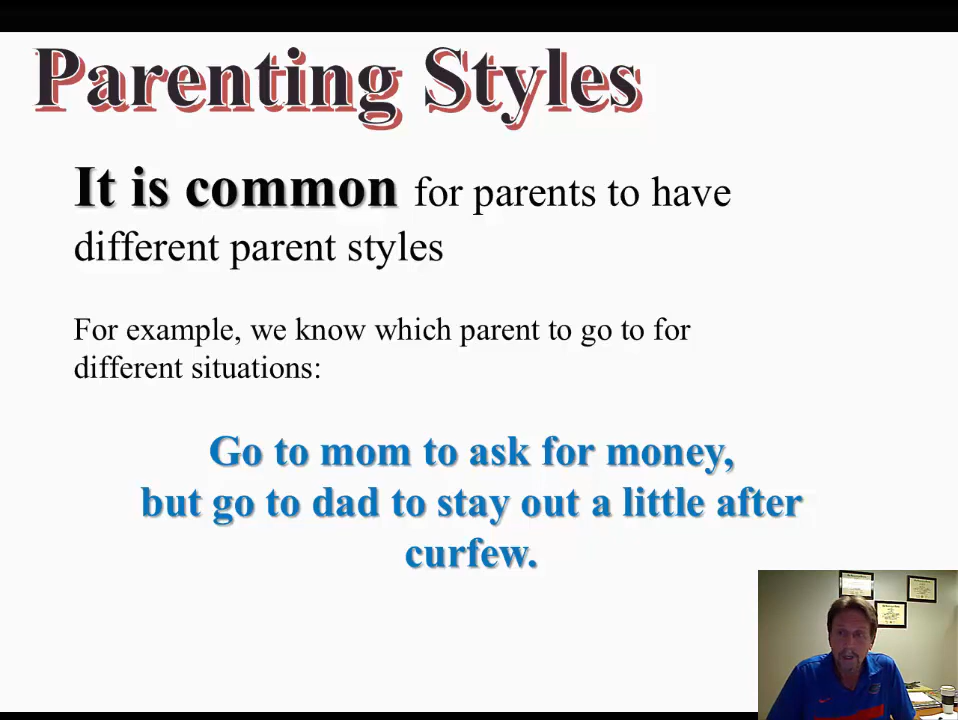 Parenting Styles
It is common for parents to have
different parent styles
For example, we know which parent to go to for
different situations:
Go to mom to ask for money,
but go to dad to stay out a little after
curfew.